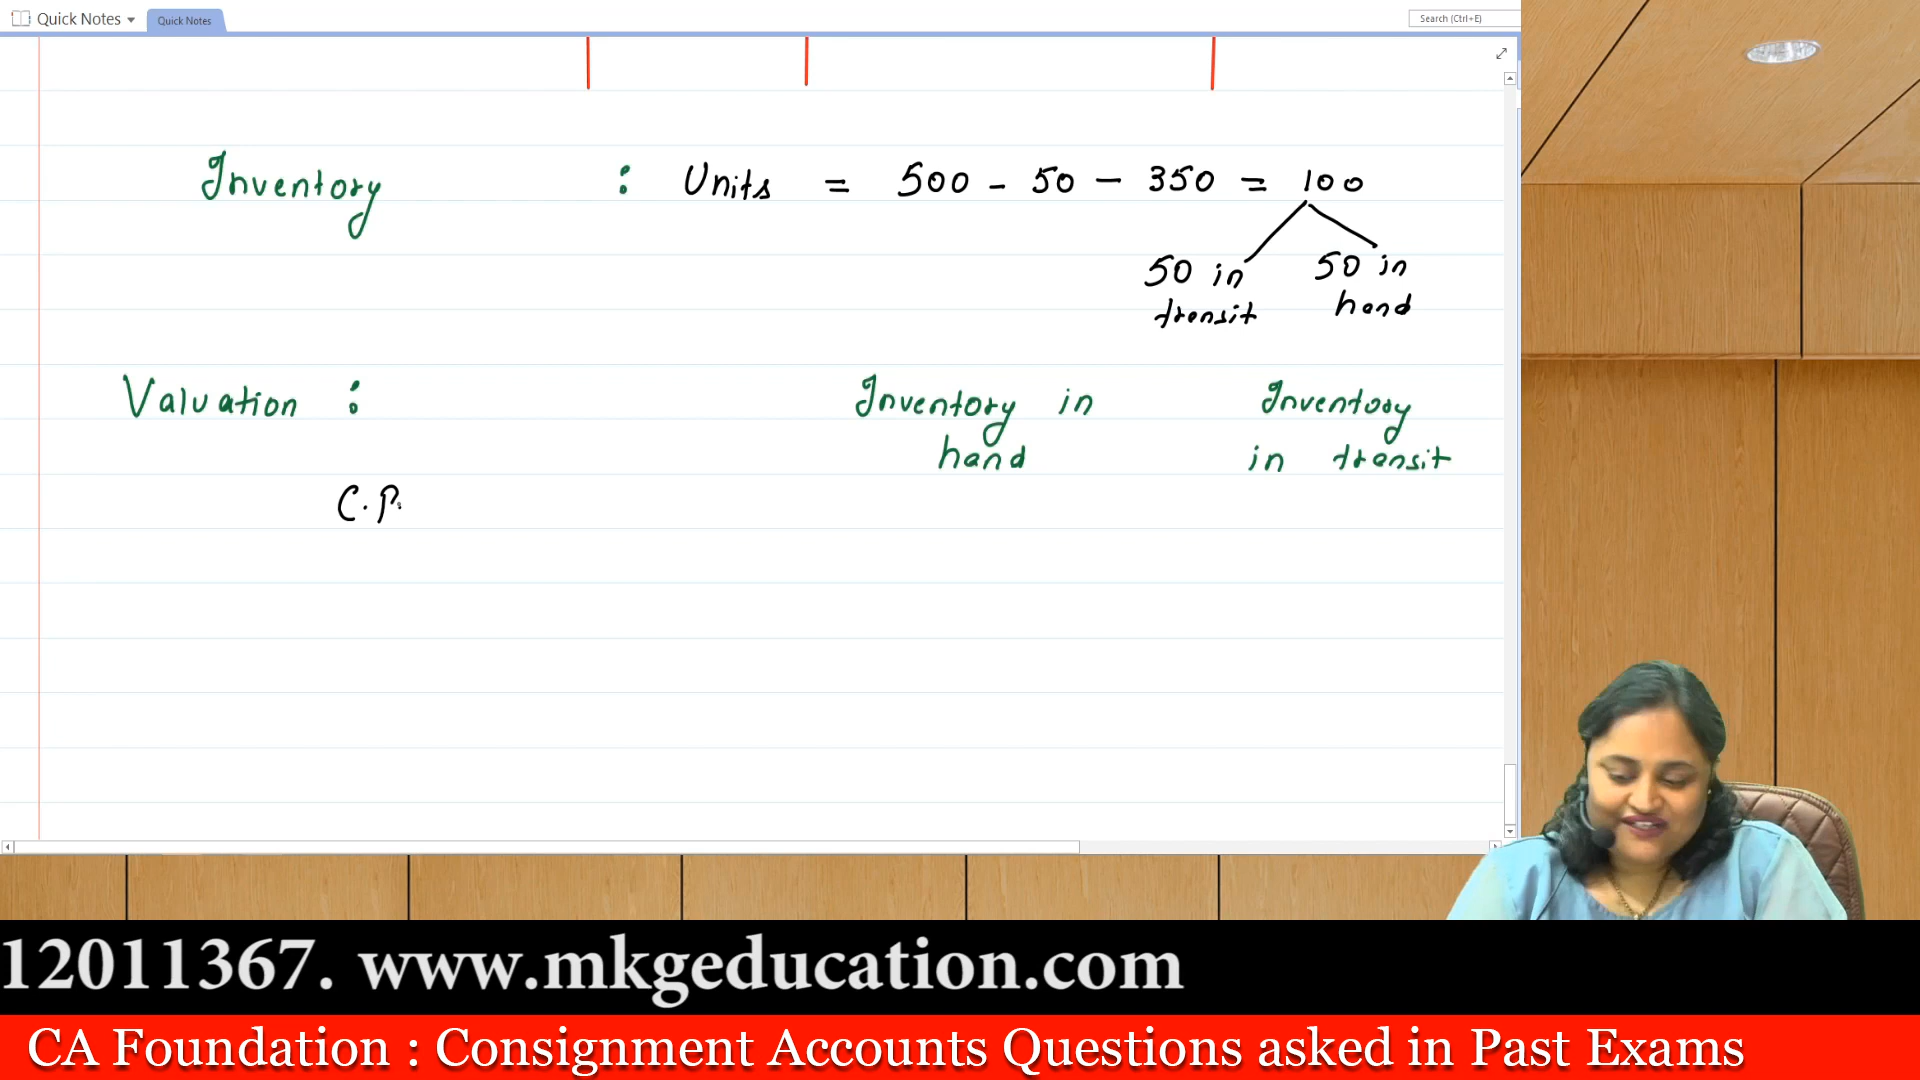 Quick Notes
Quick Notes
Search (Ctrl+E)
Inventory : Units = 500 - 50 - 350 = 100
50 in transit
50 in hand
Valuation :
Inventory in hand
Inventory in transit
C.P.
12011367. www.mkgeducation.com
CA Foundation : Consignment Accounts Questions asked in Past Exams